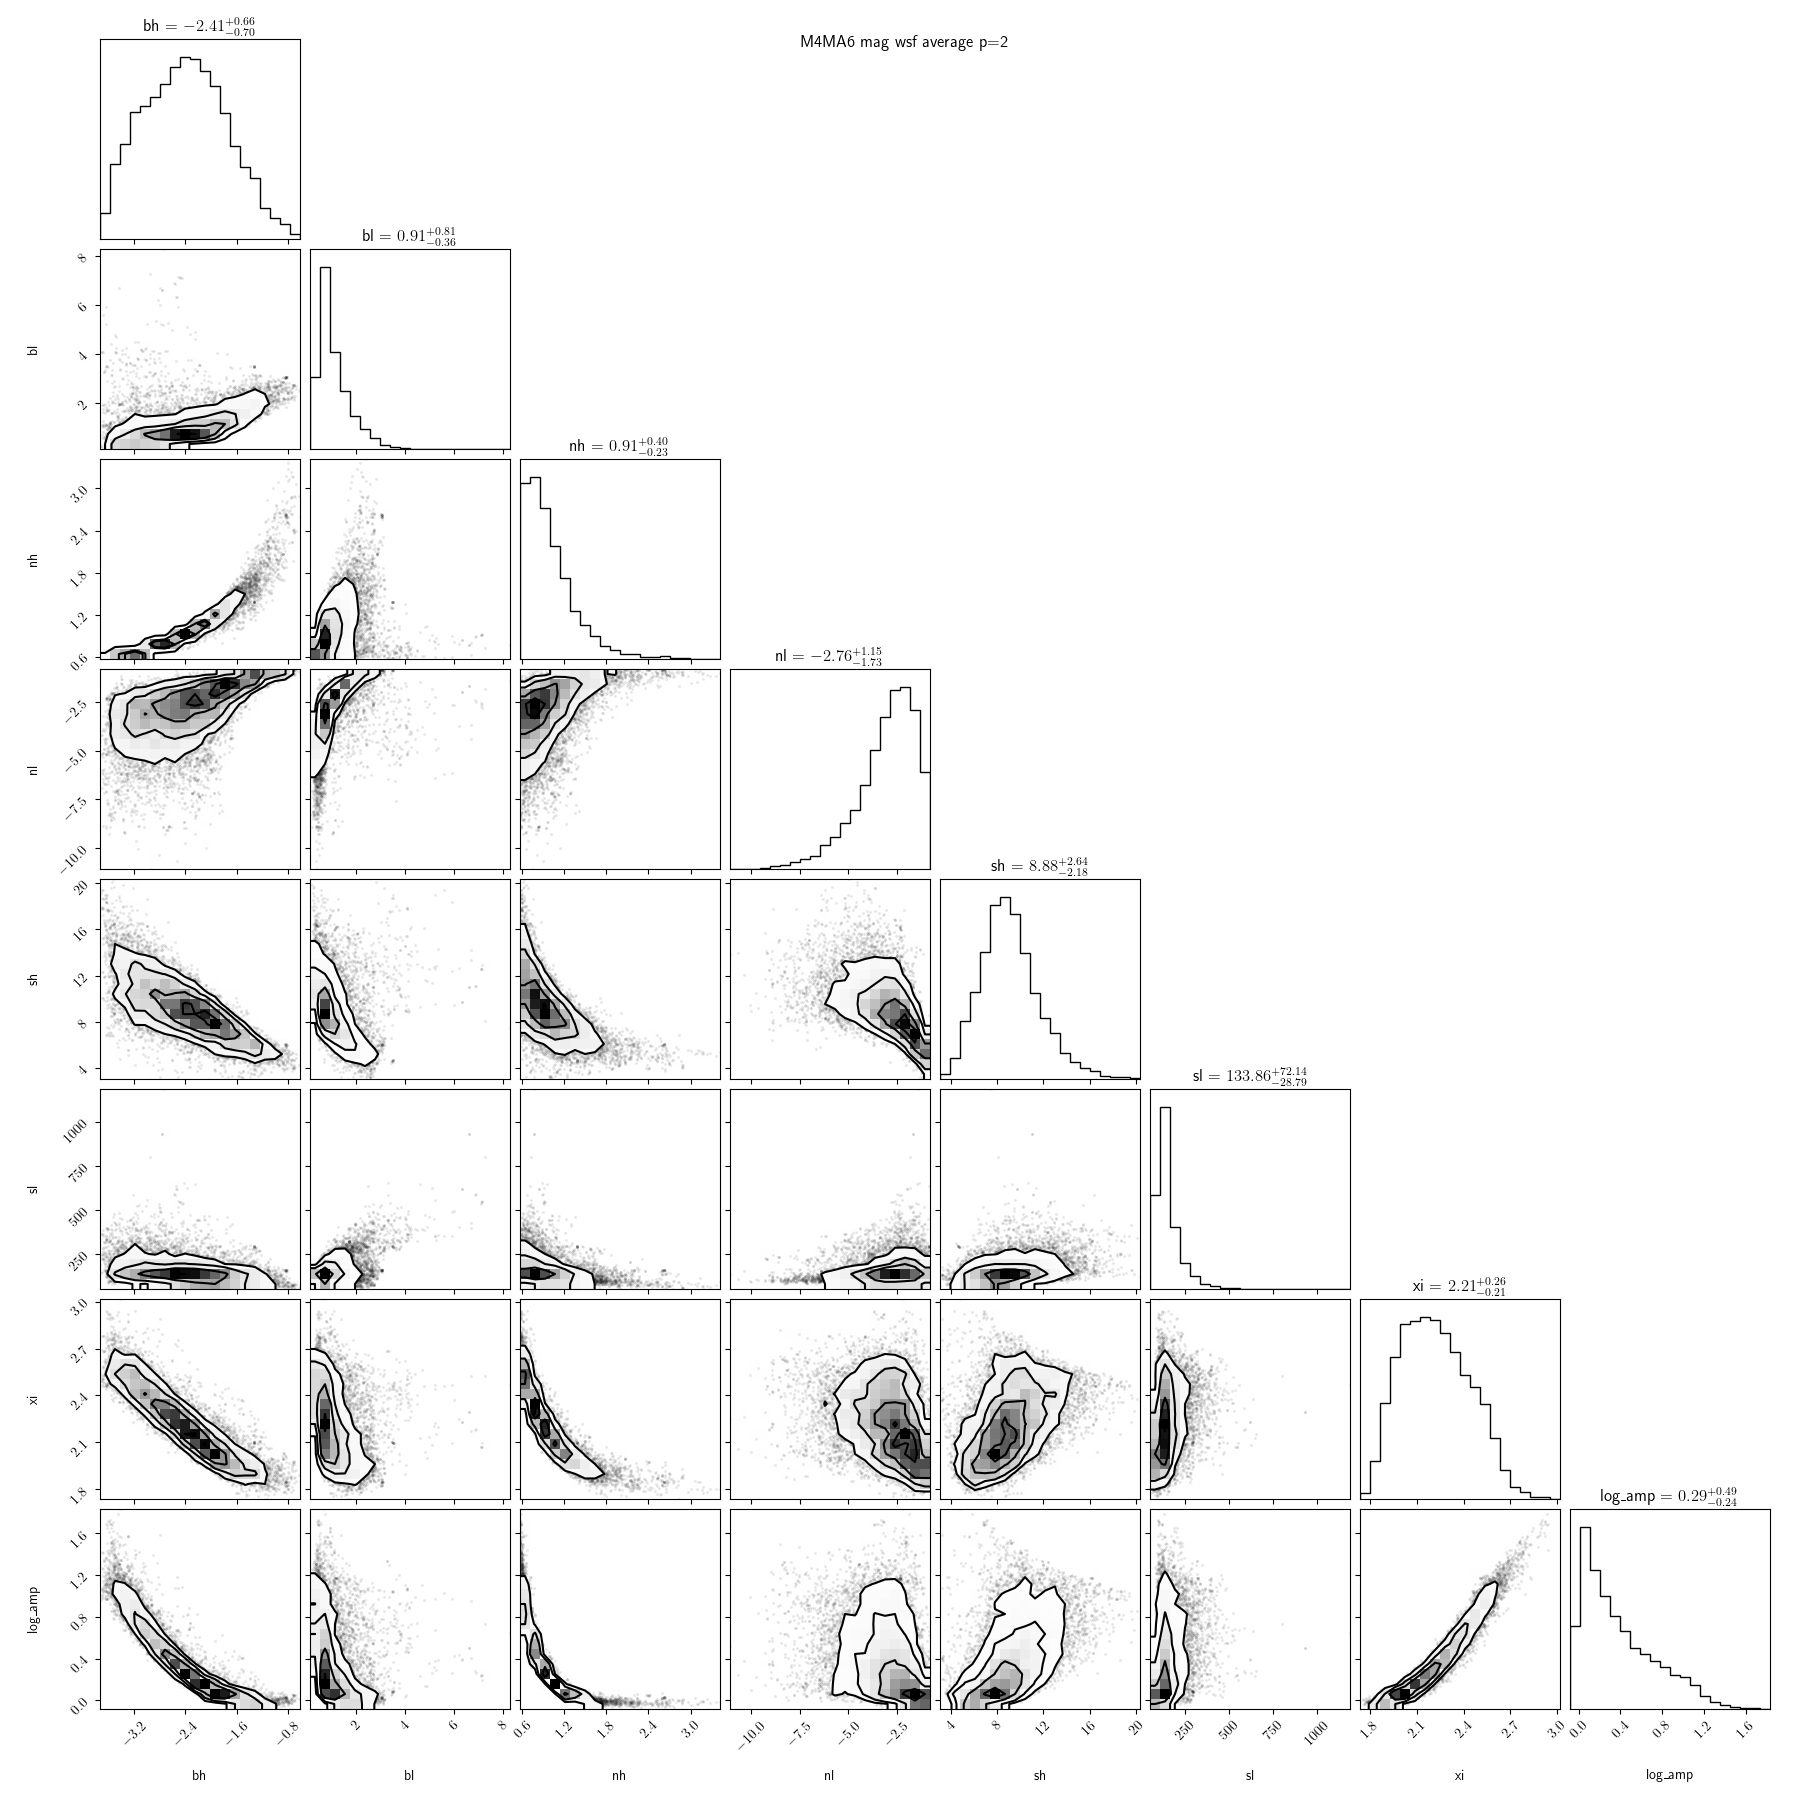 M4MA6 mag wsf average p=2
bh = −2.41+0.66 −0.70
bl = 0.91+0.81 −0.36
bl
8
6
4
2
nh = 0.91+0.40 −0.23
nh
3.0
2.4
1.8
1.2
0.6
nl = −2.76+1.15 −1.73
nl
−2.5
−5.0
−7.5
−10.0
sh = 8.88+2.64 −2.18
sh
20
16
12
8
4
sl = 133.86+72.14 −28.79
sl
1000
750
500
250
xi = 2.21+0.26 −0.21
xi
3.0
2.7
2.4
2.1
1.8
log_amp = 0.29+0.49 −0.24
log_amp
1.6
1.2
0.8
0.4
0.0
−3.2 −2.4 −1.6 −0.8 2 4 6 8 0.6 1.2 1.8 2.4 3.0 −10.0 −7.5 −5.0 −2.5 4 8 12 16 20 250 500 750 1000 1.8 2.1 2.4 2.7 3.0 0.0 0.4 0.8 1.2 1.6
bh bl nh nl sh sl xi log_amp